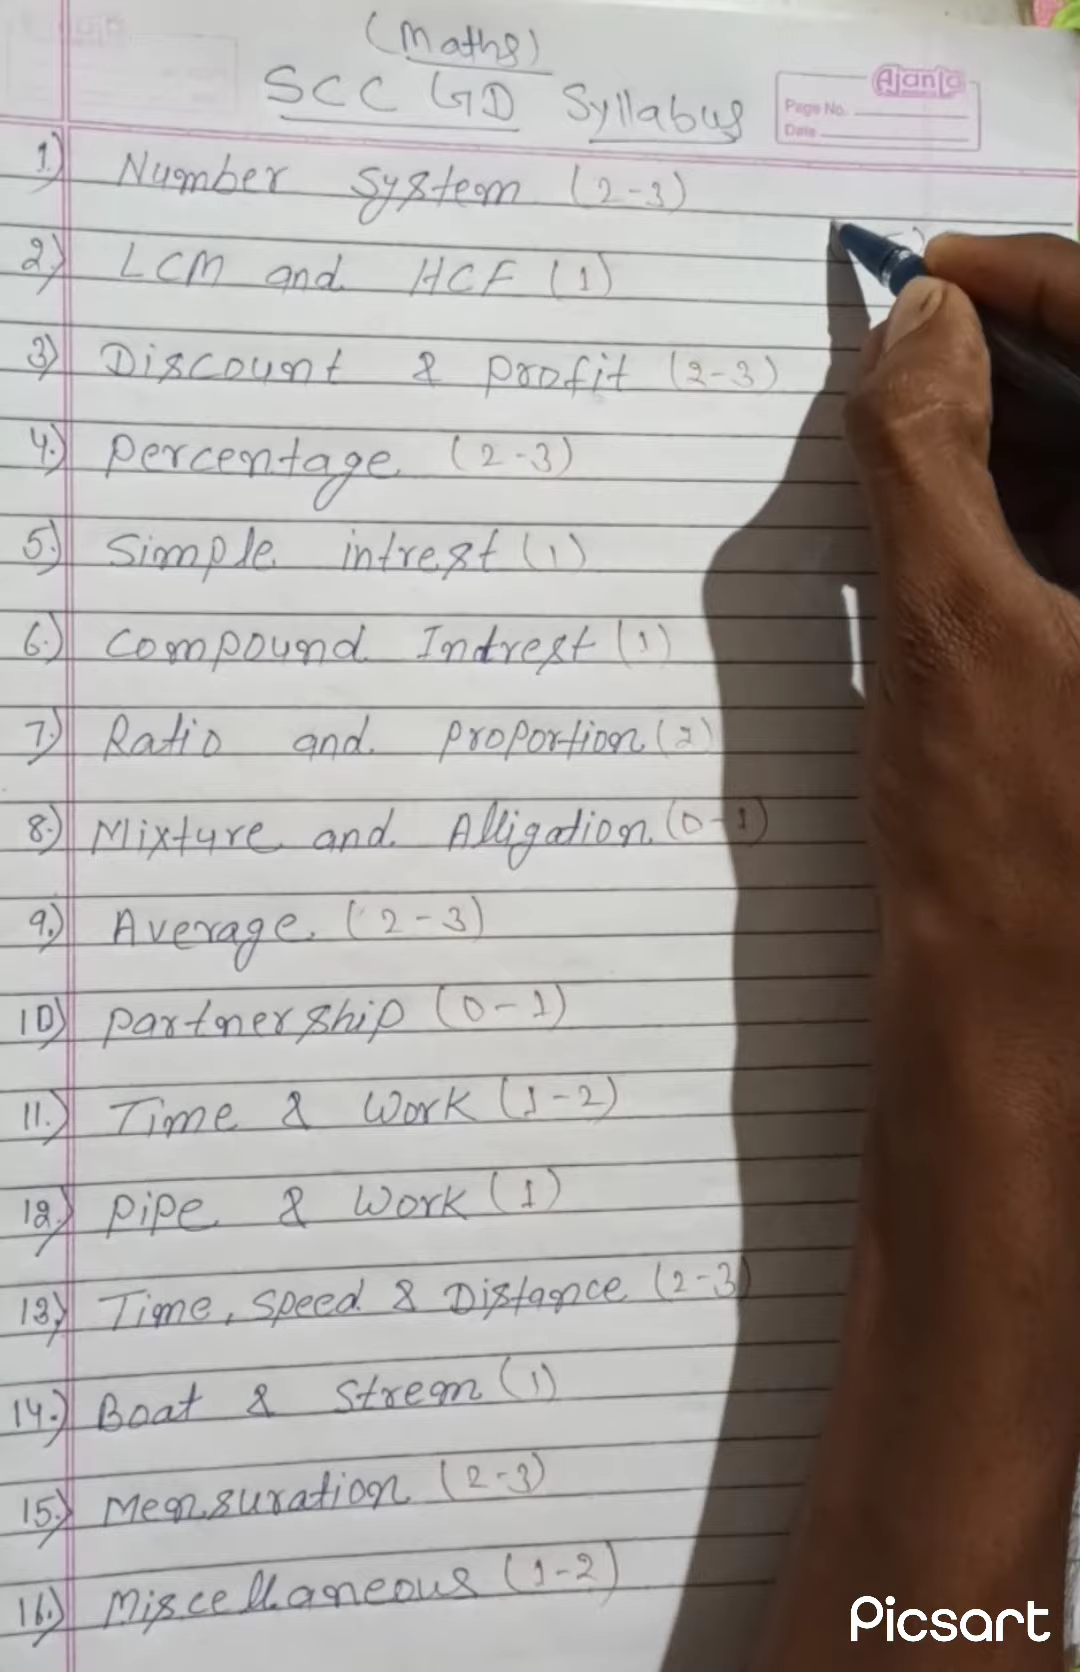 (Maths)
SCC GD Syllabus
Ajanta
Page No.
Date
1.) Number system (2-3)
2.) LCM and HCF (1)
3.) Discount & profit (2-3)
4.) percentage (2-3)
5.) Simple intrest (1)
6.) Compound Intrest (1)
7.) Ratio and proportion (2)
8.) Mixture and Alligation (0-1)
9.) Average (2-3)
10) partnership (0-1)
11.) Time & Work (1-2)
12.) pipe & Work (1)
13.) Time, speed & Distance (2-3)
14.) Boat & Stream (1)
15.) Mensuration (2-3)
16.) Miscellaneous (1-2)
Picsart